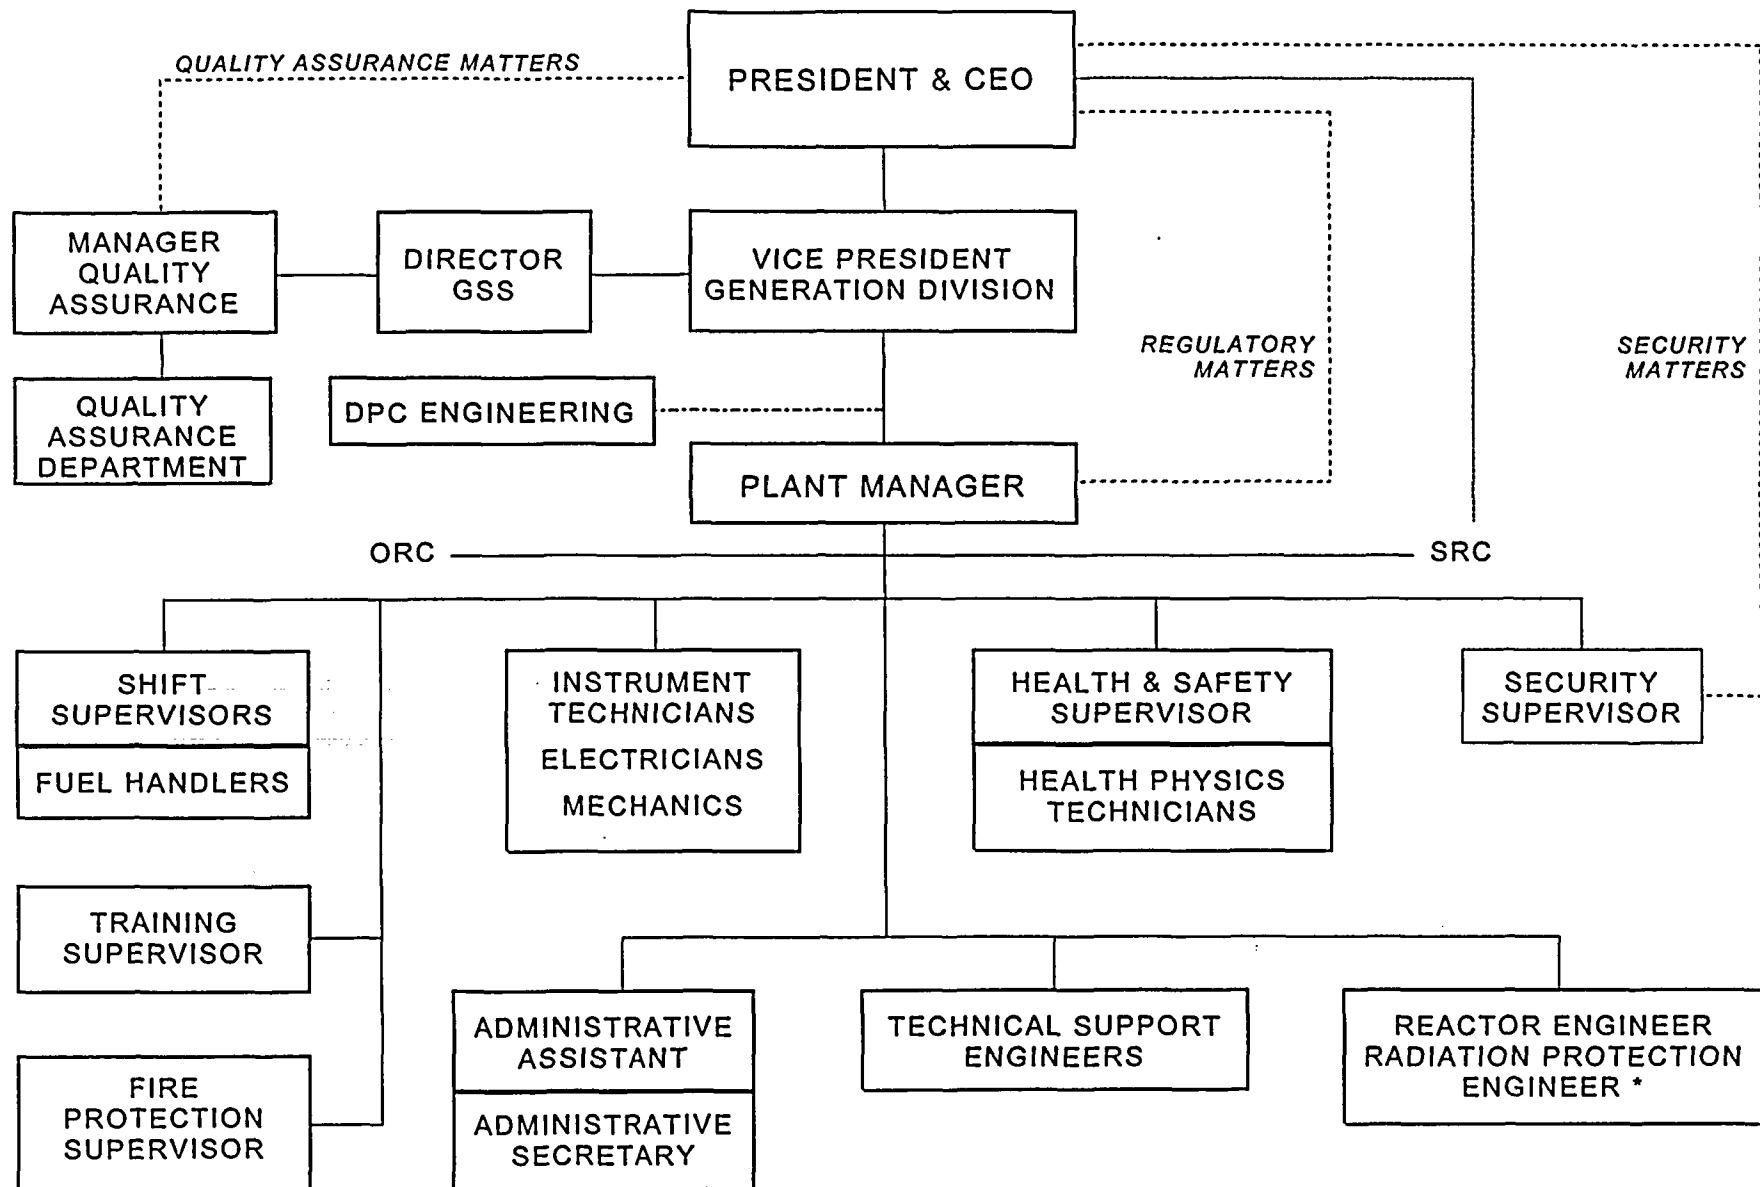 QUALITY ASSURANCE MATTERS
PRESIDENT & CEO
MANAGER
QUALITY
ASSURANCE
DIRECTOR
GSS
VICE PRESIDENT
GENERATION DIVISION
REGULATORY
MATTERS
SECURITY
MATTERS
QUALITY
ASSURANCE
DEPARTMENT
DPC ENGINEERING
PLANT MANAGER
ORC
SRC
SHIFT
SUPERVISORS
FUEL HANDLERS
INSTRUMENT
TECHNICIANS
ELECTRICIANS
MECHANICS
HEALTH & SAFETY
SUPERVISOR
HEALTH PHYSICS
TECHNICIANS
SECURITY
SUPERVISOR
TRAINING
SUPERVISOR
FIRE
PROTECTION
SUPERVISOR
ADMINISTRATIVE
ASSISTANT
ADMINISTRATIVE
SECRETARY
TECHNICAL SUPPORT
ENGINEERS
REACTOR ENGINEER
RADIATION PROTECTION
ENGINEER *